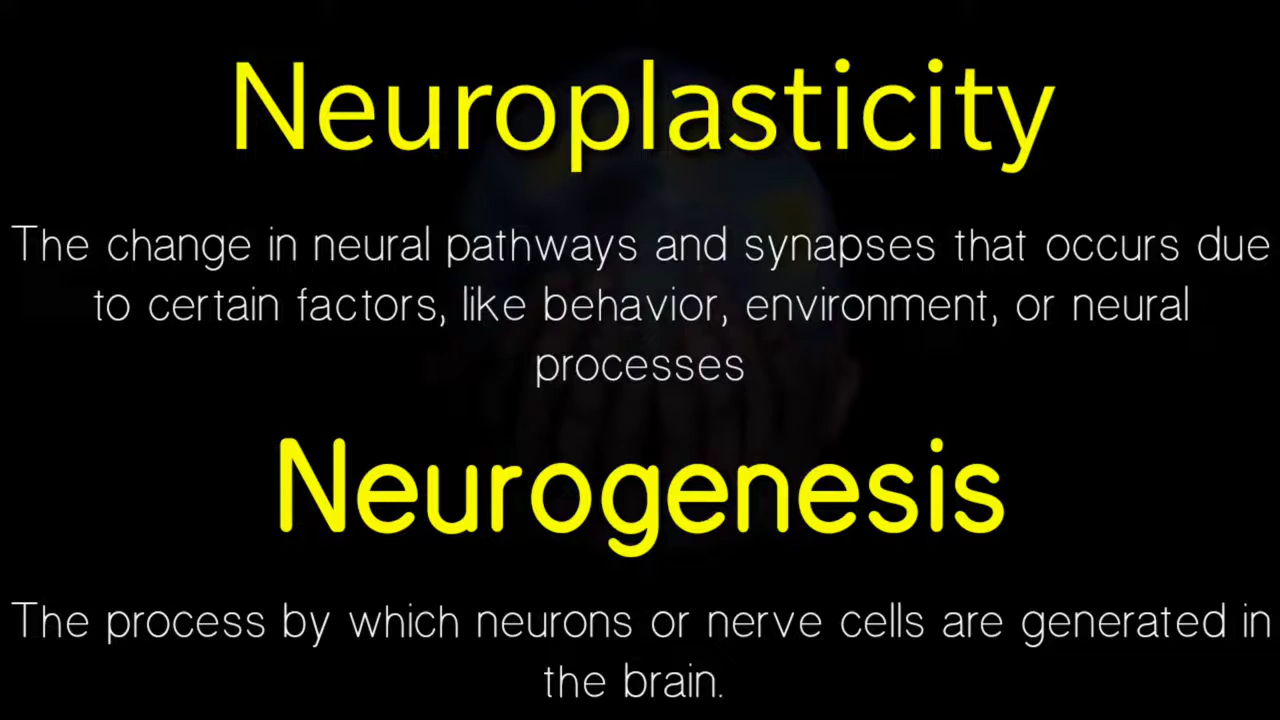 Neuroplasticity
The change in neural pathways and synapses that occurs due
to certain factors, like behavior, environment, or neural
processes
Neurogenesis
The process by which neurons or nerve cells are generated in
the brain.